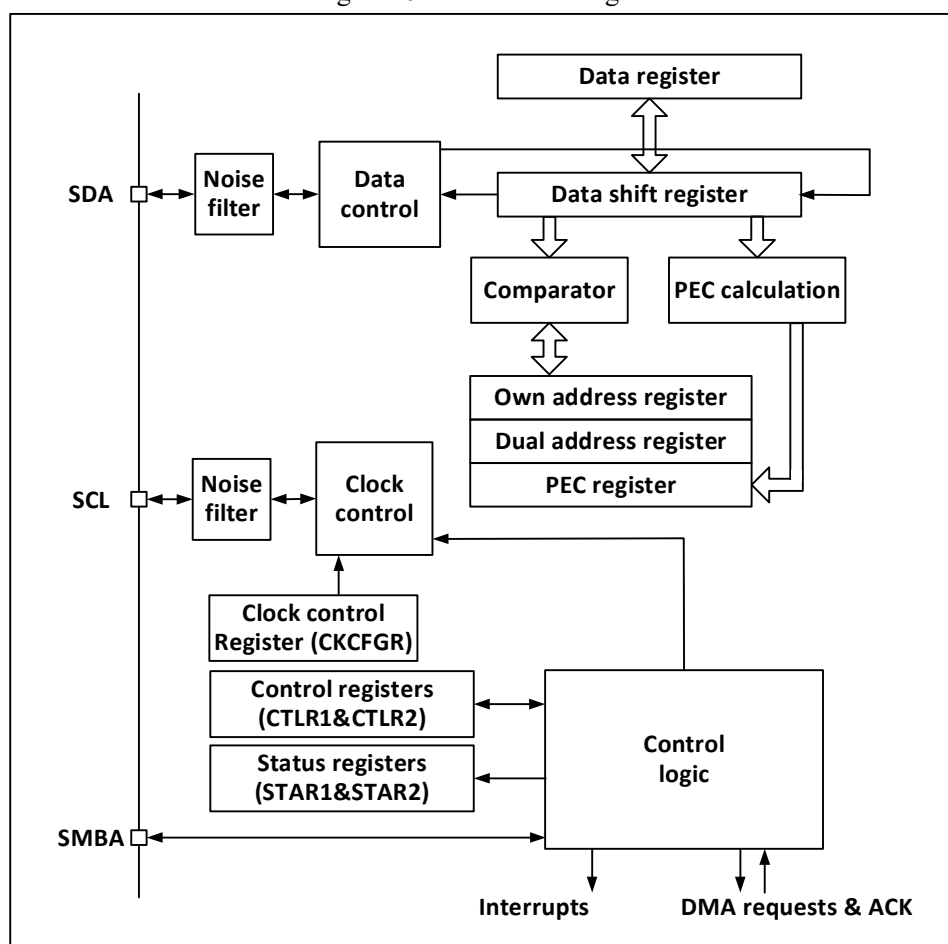 Data register
SDA
Noise
filter
Data
control
Data shift register
Comparator
PEC calculation
Own address register
Dual address register
PEC register
SCL
Noise
filter
Clock
control
Clock control
Register (CKCFGR)
Control registers
(CTLR1&CTLR2)
Status registers
(STAR1&STAR2)
Control
logic
SMBA
Interrupts
DMA requests & ACK